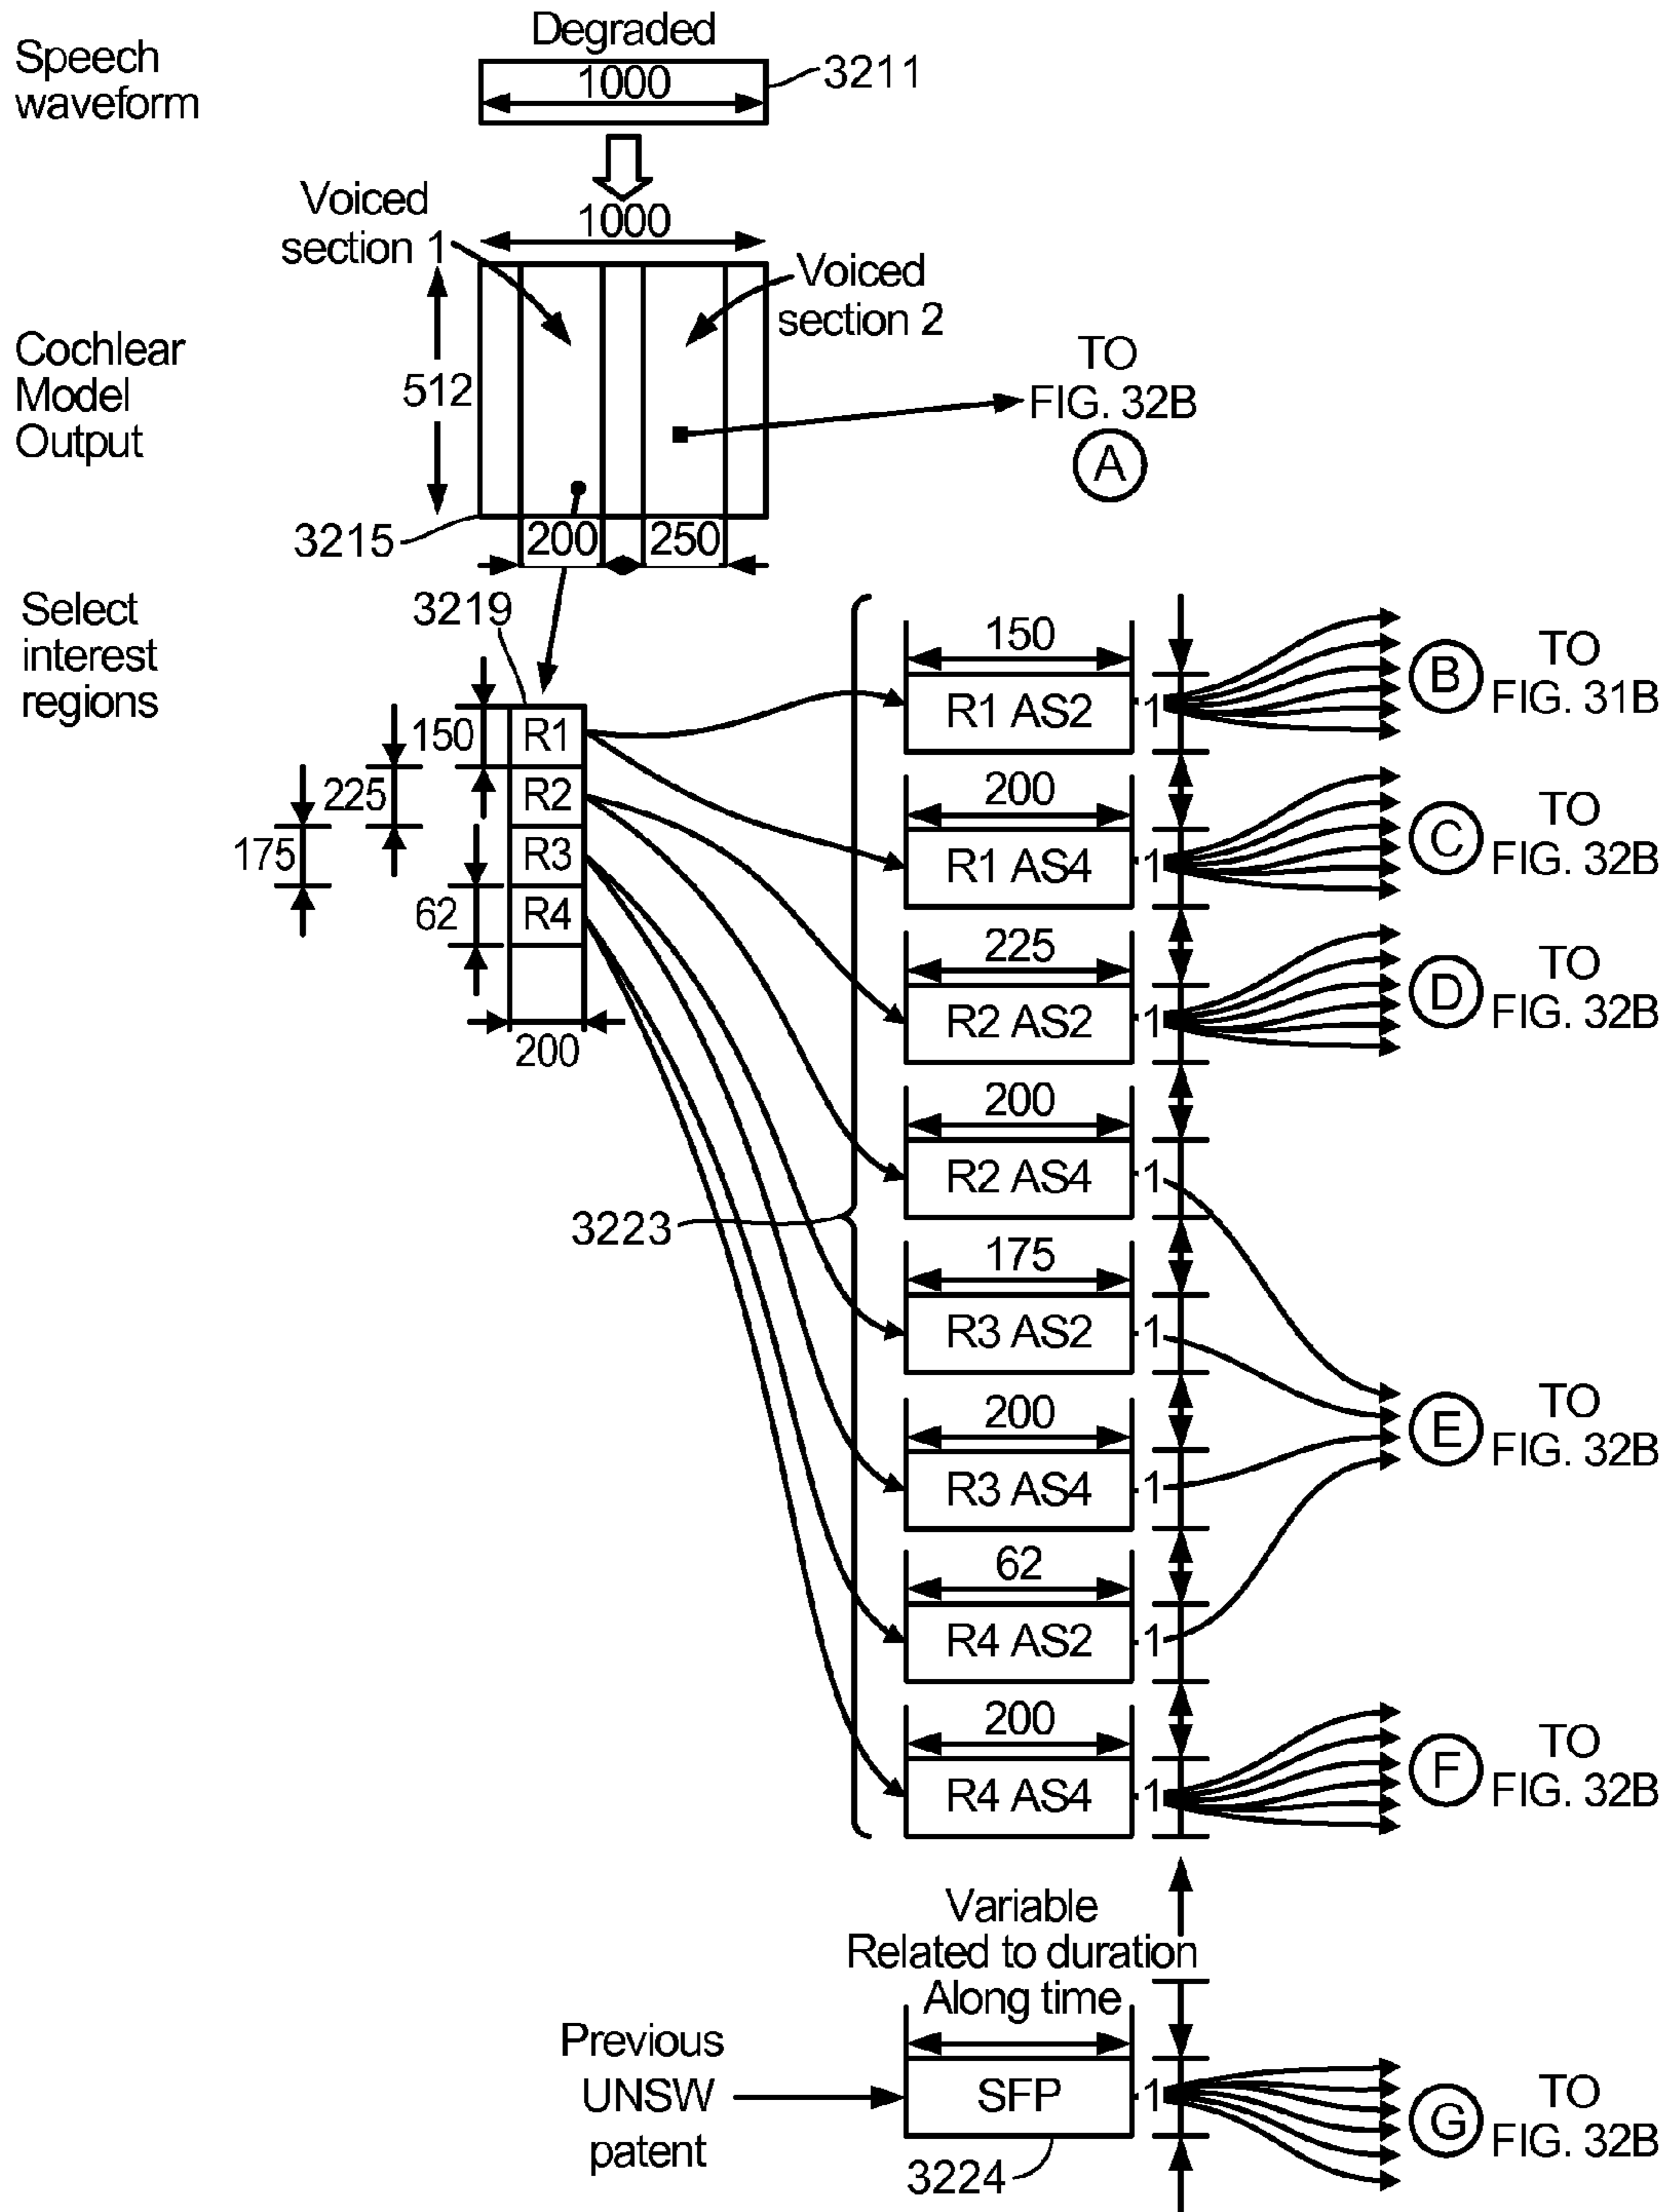 Speech
waveform
Degraded
1000
3211
Voiced
section 1
1000
Voiced
section 2
Cochlear
Model
Output
512
TO
FIG. 32B
A
3215
200
250
Select
interest
regions
3219
150
225
175
62
R1
R2
R3
R4
200
3223
150
R1 AS2
1
B
TO
FIG. 31B
200
R1 AS4
1
C
TO
FIG. 32B
225
R2 AS2
1
D
TO
FIG. 32B
200
R2 AS4
1
175
R3 AS2
1
200
R3 AS4
1
E
TO
FIG. 32B
62
R4 AS2
1
200
R4 AS4
1
F
TO
FIG. 32B
Variable
Related to duration
Along time
Previous
UNSW
patent
SFP
1
3224
G
TO
FIG. 32B